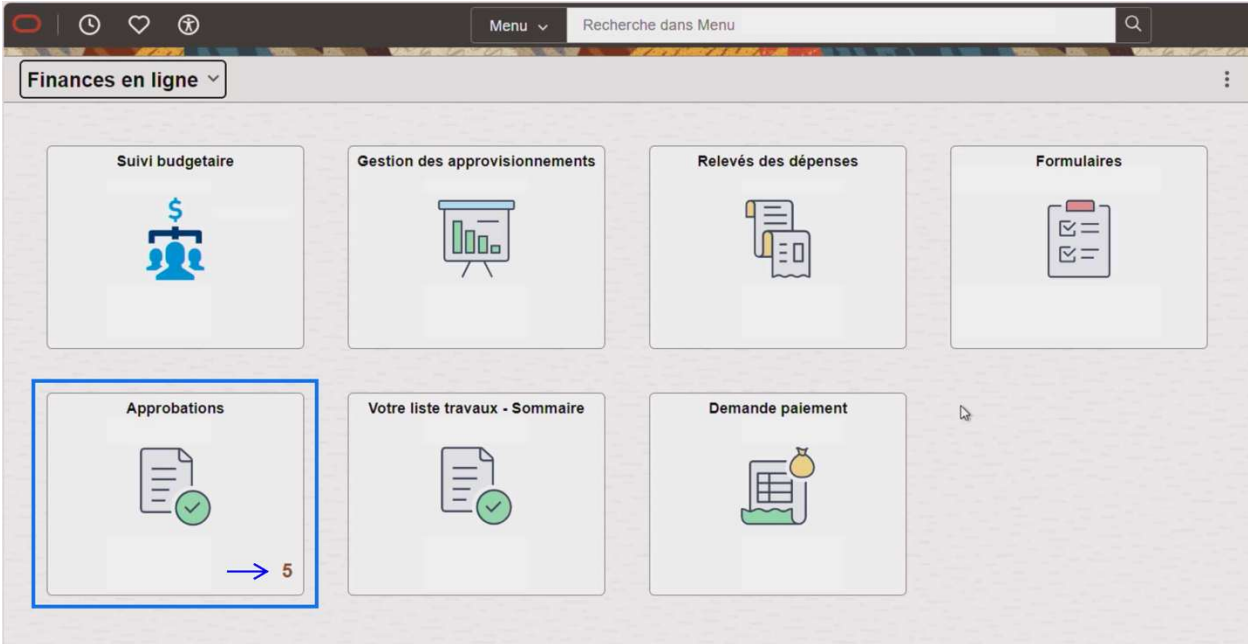 Menu
Recherche dans Menu
Finances en ligne
Suivi budgetaire
Gestion des approvisionnements
Relevés des dépenses
Formulaires
$
Approbations
Votre liste travaux - Sommaire
Demande paiement
5